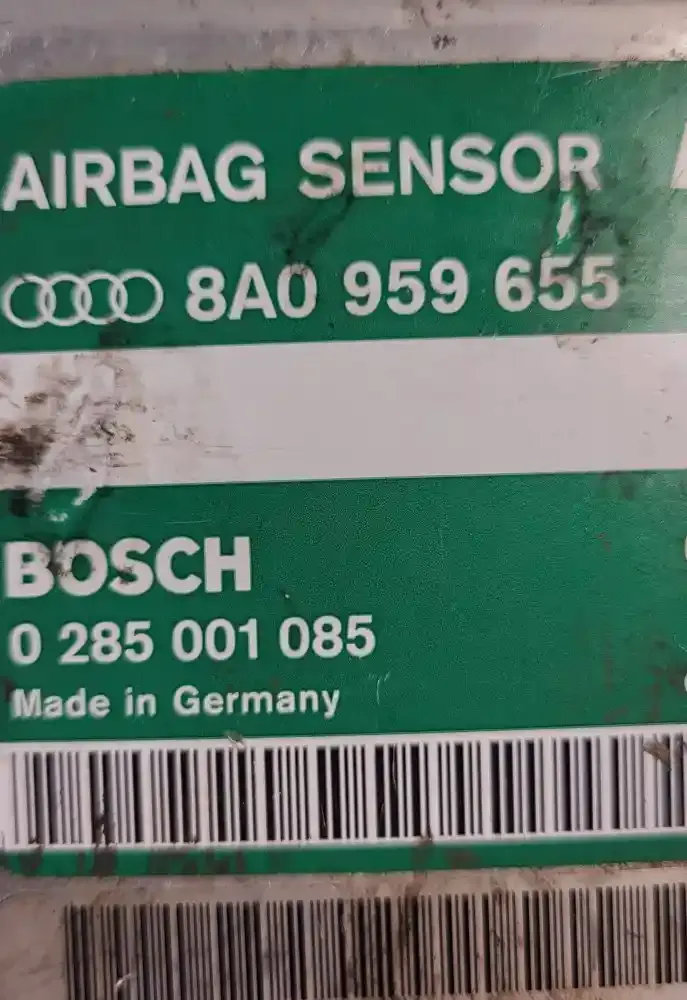 AIRBAG SENSOR
8A0 959 655
BOSCH
0 285 001 085
Made in Germany